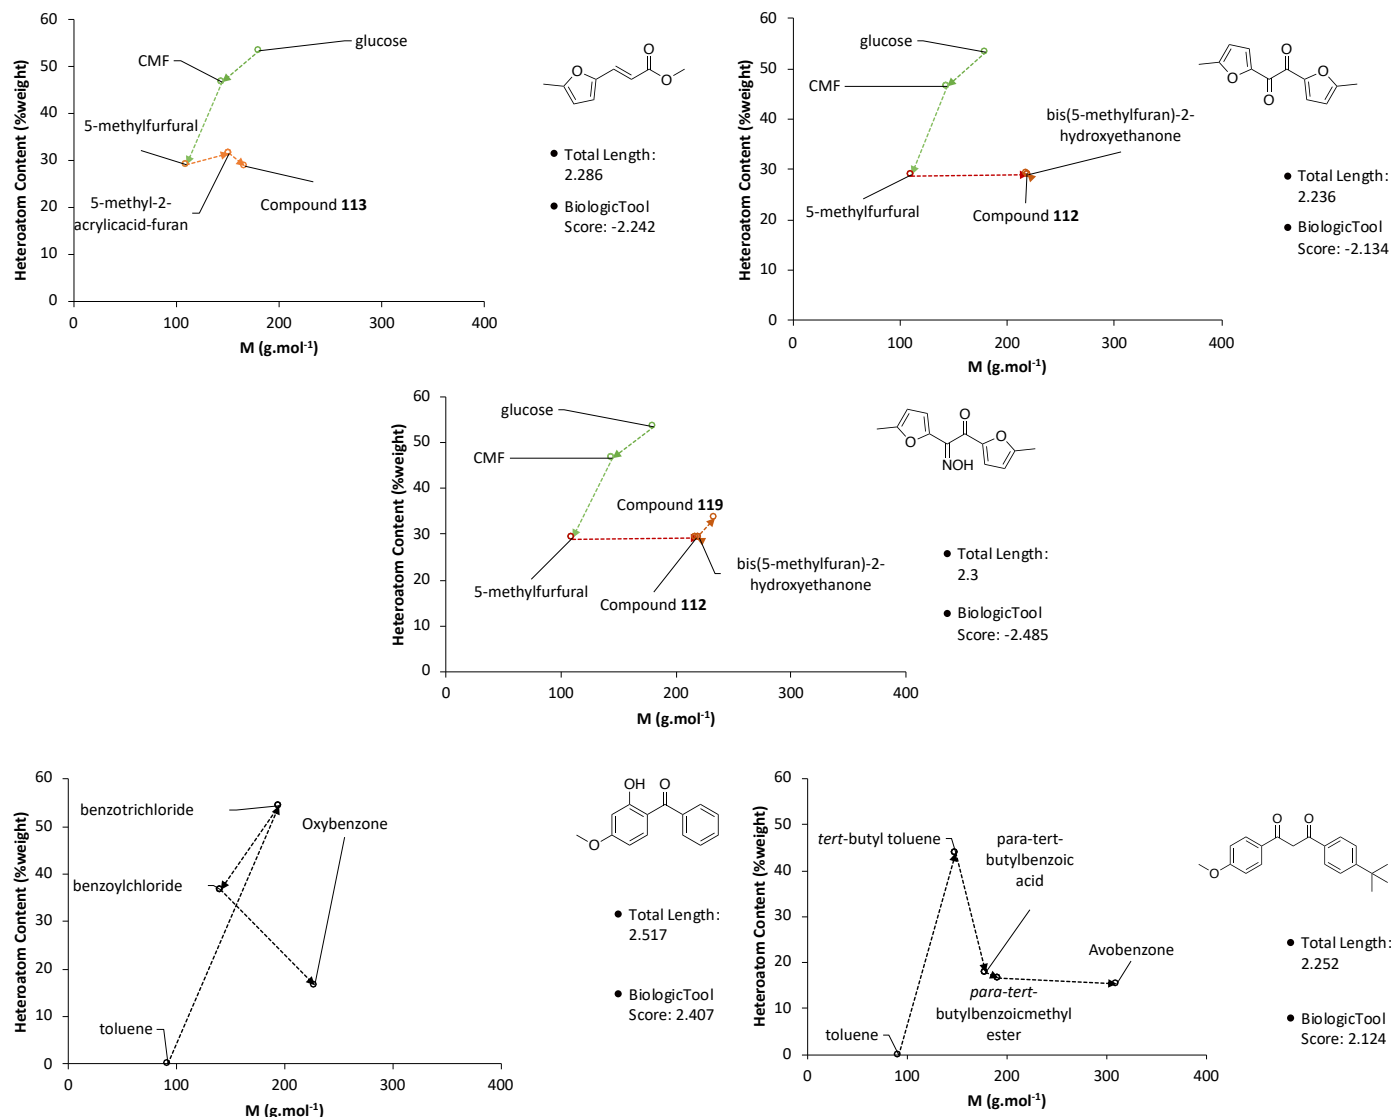 60
50
40
30
20
10
0
0
100
200
300
400
Heteroatom Content (%weight)
M (g.mol-1)
glucose
CMF
5-methylfurfural
5-methyl-2-
acrylicacid-furan
Compound 113
O
O
O
Total Length:
2.286
BiologicTool
Score: -2.242
60
50
40
30
20
10
0
0
100
200
300
400
Heteroatom Content (%weight)
M (g.mol-1)
glucose
CMF
bis(5-methylfuran)-2-
hydroxyethanone
5-methylfurfural
Compound 112
O
O
O
O
Total Length:
2.236
BiologicTool
Score: -2.134
60
50
40
30
20
10
0
0
100
200
300
400
Heteroatom Content (%weight)
M (g.mol-1)
glucose
CMF
Compound 119
5-methylfurfural
Compound 112
bis(5-methylfuran)-2-
hydroxyethanone
O
O
O
NOH
Total Length:
2.3
BiologicTool
Score: -2.485
60
50
40
30
20
10
0
0
100
200
300
400
Heteroatom Content (%weight)
M (g.mol-1)
benzotrichloride
Oxybenzone
benzoylchloride
toluene
OH
O
O
Total Length:
2.517
BiologicTool
Score: 2.407
60
50
40
30
20
10
0
0
100
200
300
400
Heteroatom Content (%weight)
M (g.mol-1)
tert-butyl toluene
para-tert-
butylbenzoic
acid
Avobenzone
para-tert-
butylbenzoicmethyl
ester
toluene
O
O
O
Total Length:
2.252
BiologicTool
Score: 2.124